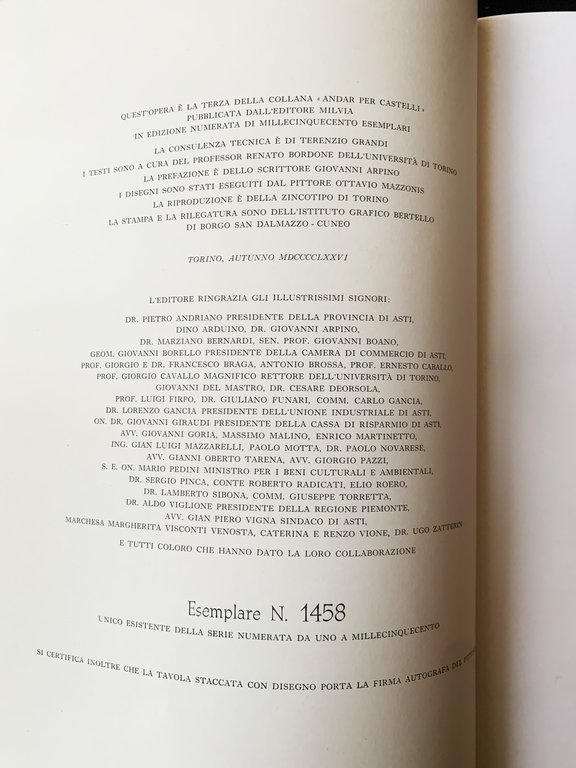 QUEST'OPERA È LA TERZA DELLA COLLANA « ANDAR PER CASTELLI »
PUBBLICATA DALL'EDITORE MILVIA
IN EDIZIONE NUMERATA DI MILLECINQUECENTO ESEMPLARI
LA CONSULENZA TECNICA È DI TERENZIO GRANDI
I TESTI SONO A CURA DEL PROFESSOR RENATO BORDONE DELL'UNIVERSITÀ DI TORINO
LA PREFAZIONE È DELLO SCRITTORE GIOVANNI ARPINO
I DISEGNI SONO STATI ESEGUITI DAL PITTORE OTTAVIO MAZZONIS
LA RIPRODUZIONE È DELLA ZINCOTIPO DI TORINO
LA STAMPA E LA RILEGATURA SONO DELL'ISTITUTO GRAFICO BERTELLO
DI BORGO SAN DALMAZZO - CUNEO
TORINO, AUTUNNO MDCCCCLXXVI
L'EDITORE RINGRAZIA GLI ILLUSTRISSIMI SIGNORI:
DR. PIETRO ANDRIANO PRESIDENTE DELLA PROVINCIA DI ASTI,
DINO ARDUINO, DR. GIOVANNI ARPINO,
DR. MARZIANO BERNARDI, SEN. PROF. GIOVANNI BOANO,
GEOM. GIOVANNI BORELLO PRESIDENTE DELLA CAMERA DI COMMERCIO DI ASTI,
PROF. GIORGIO E DR. FRANCESCO BRAGA, ANTONIO BROSSA, PROF. ERNESTO CABALLO,
PROF. GIORGIO CAVALLO MAGNIFICO RETTORE DELL'UNIVERSITÀ DI TORINO,
GIOVANNI DEL MASTRO, DR. CESARE DEORSOLA,
PROF. LUIGI FIRPO, DR. GIULIANO FUNARI, COMM. CARLO GANCIA,
DR. LORENZO GANCIA PRESIDENTE DELL'UNIONE INDUSTRIALE DI ASTI,
ON. DR. GIOVANNI GIRAUDI PRESIDENTE DELLA CASSA DI RISPARMIO DI ASTI,
AVV. GIOVANNI GORIA, MASSIMO MALINO, ENRICO MARTINETTO,
ING. GIAN LUIGI MAZZARELLI, PAOLO MOTTA, DR. PAOLO NOVARESE,
AVV. GIANNI OBERTO TARENA, AVV. GIORGIO PAZZI,
S. E. ON. MARIO PEDINI MINISTRO PER I BENI CULTURALI E AMBIENTALI,
DR. SERGIO PINCA, CONTE ROBERTO RADICATI, ELIO ROERO,
DR. LAMBERTO SIBONA, COMM. GIUSEPPE TORRETTA,
DR. ALDO VIGLIONE PRESIDENTE DELLA REGIONE PIEMONTE,
AVV. GIAN PIERO VIGNA SINDACO DI ASTI,
MARCHESA MARGHERITA VISCONTI VENOSTA, CATERINA E RENZO VIONE, DR. UGO ZATTERIN
E TUTTI COLORO CHE HANNO DATO LA LORO COLLABORAZIONE
Esemplare N. 1458
UNICO ESISTENTE DELLA SERIE NUMERATA DA UNO A MILLECINQUECENTO
SI CERTIFICA INOLTRE CHE LA TAVOLA STACCATA CON DISEGNO PORTA LA FIRMA AUTOGRAFA DEL